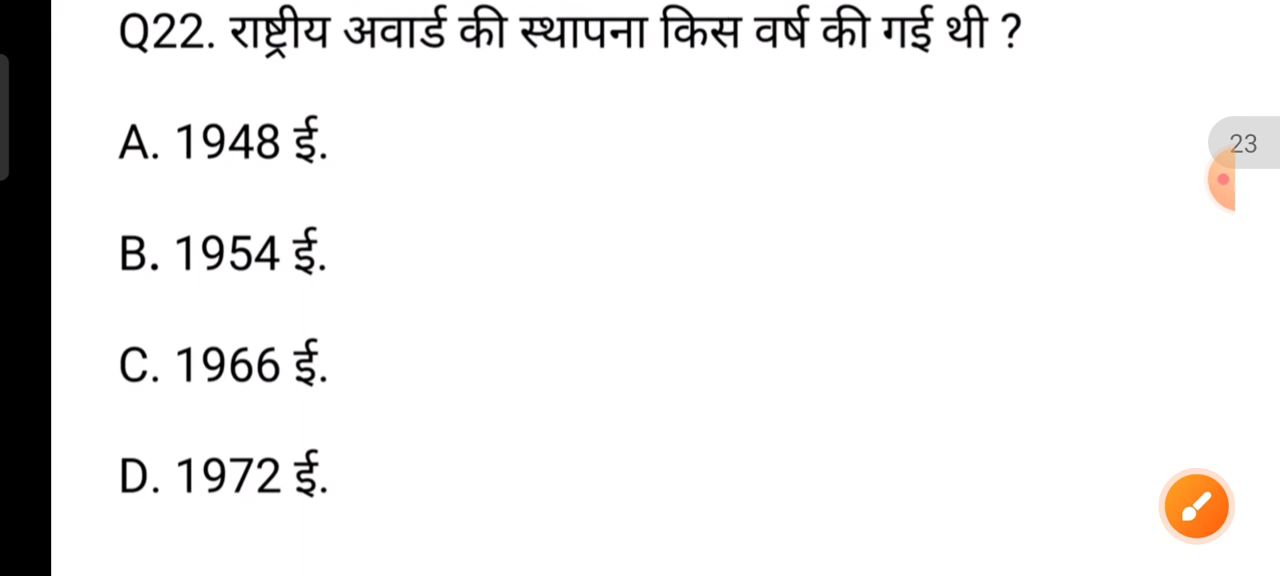 Q22. राष्ट्रीय अवार्ड की स्थापना किस वर्ष की गई थी ?
A. 1948 ई.
23
B. 1954 ई.
C. 1966 ई.
D. 1972 ई.